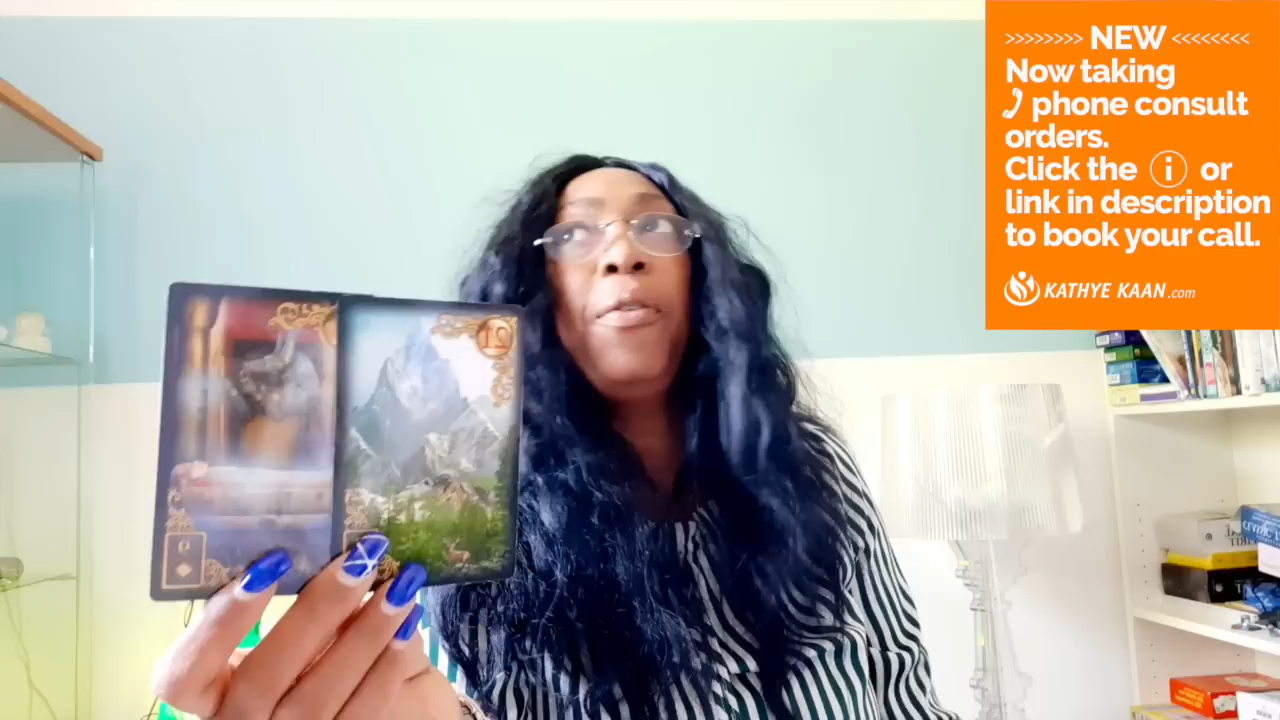 >>>>>>>> NEW <<<<<<<<
Now taking
phone consult
orders.
Click the i or
link in description
to book your call.
KATHYE KAAN.com
21